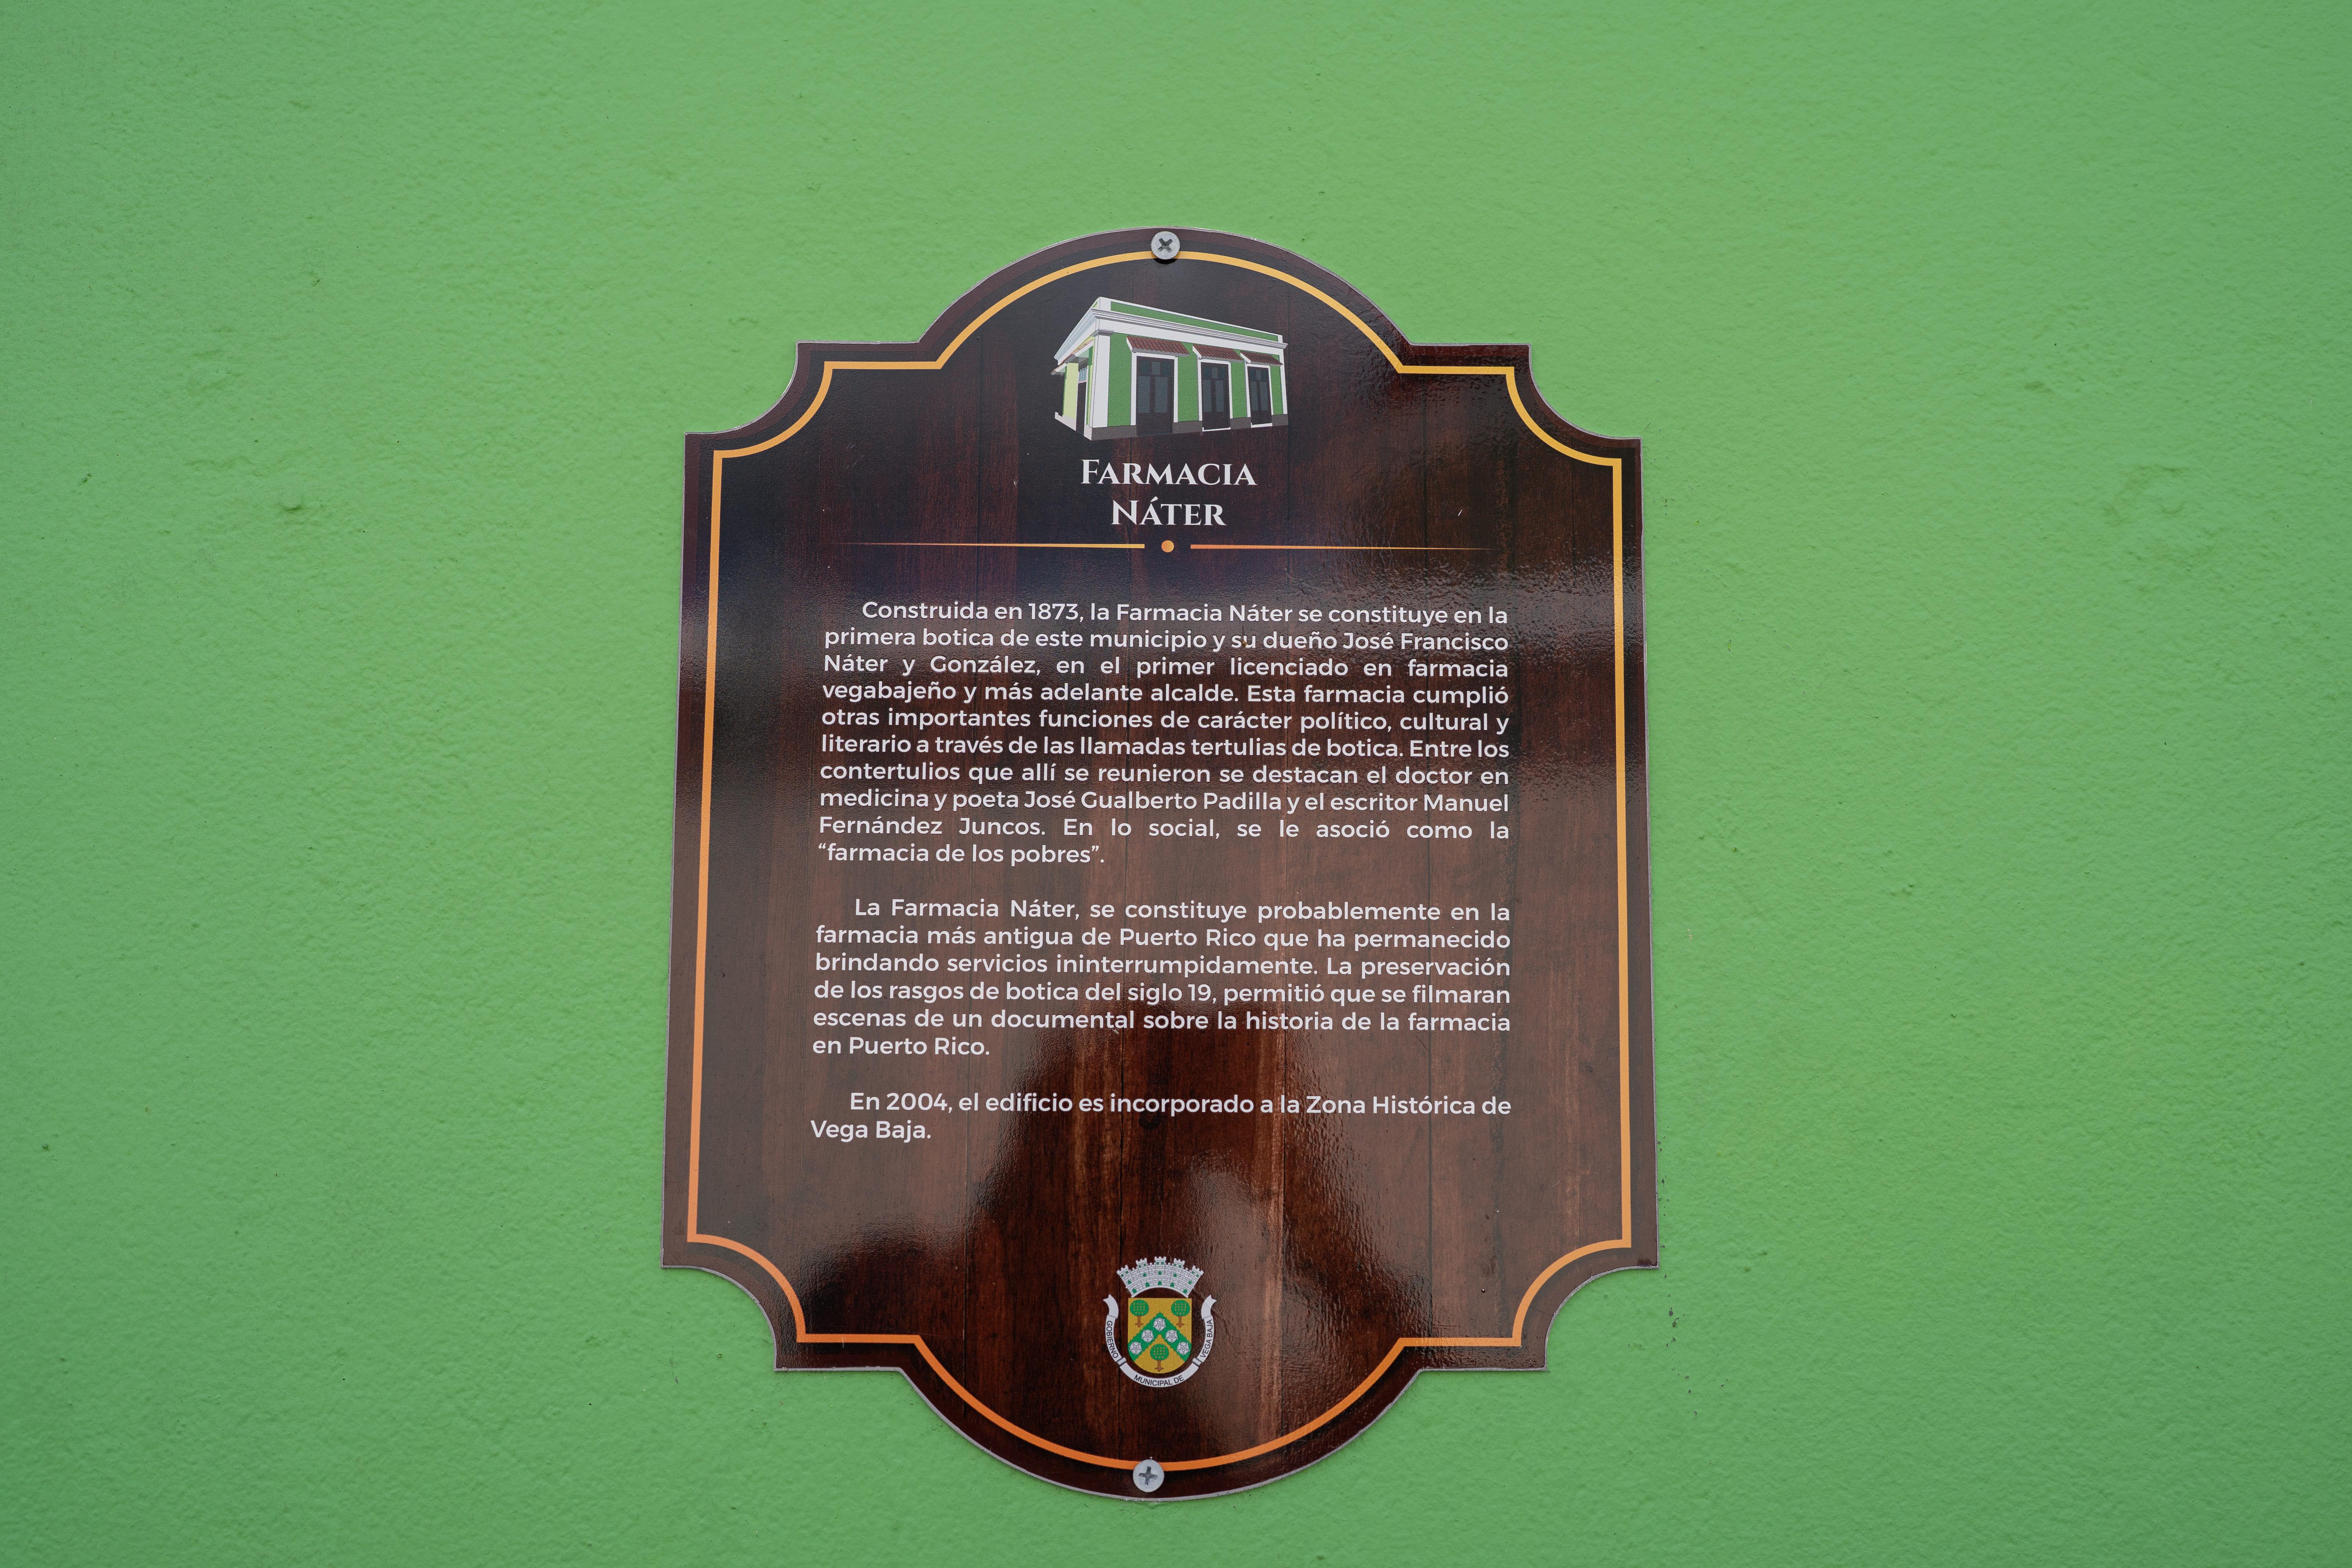 FARMACIA
NÁTER
Construida en 1873, la Farmacia Náter se constituye en la
primera botica de este municipio y su dueño José Francisco
Náter y González, en el primer licenciado en farmacia
vegabajeño y más adelante alcalde. Esta farmacia cumplió
otras importantes funciones de carácter político, cultural y
literario a través de las llamadas tertulias de botica. Entre los
contertulios que allí se reunieron se destacan el doctor en
medicina y poeta José Gualberto Padilla y el escritor Manuel
Fernández Juncos. En lo social, se le asoció como la
“farmacia de los pobres”.
La Farmacia Náter, se constituye probablemente en la
farmacia más antigua de Puerto Rico que ha permanecido
brindando servicios ininterrumpidamente. La preservación
de los rasgos de botica del siglo 19, permitió que se filmaran
escenas de un documental sobre la historia de la farmacia
en Puerto Rico.
En 2004, el edificio es incorporado a la Zona Histórica de
Vega Baja.
GOBIERNO MUNICIPAL DE VEGA BAJA